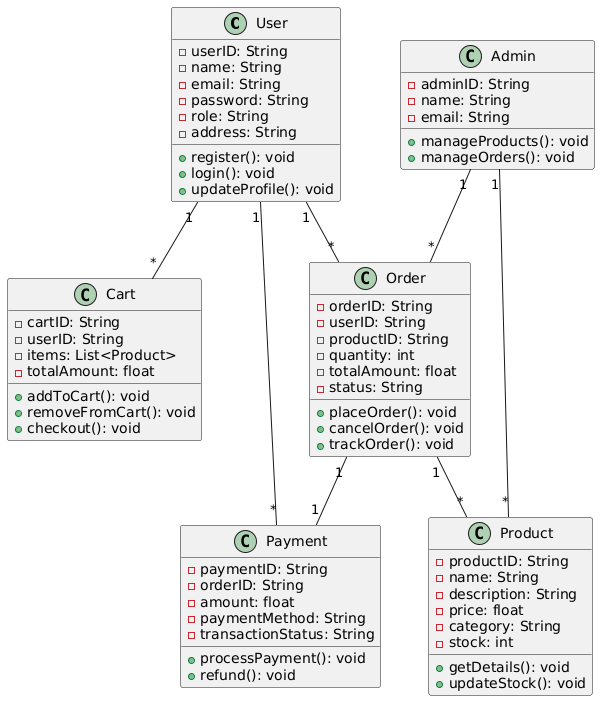 C User
userID: String
name: String
email: String
password: String
role: String
address: String
register(): void
login(): void
updateProfile(): void
C Admin
adminID: String
name: String
email: String
manageProducts(): void
manageOrders(): void
1
1
1
1
1
*
*
*
C Cart
cartID: String
userID: String
items: List<Product>
totalAmount: float
addToCart(): void
removeFromCart(): void
checkout(): void
C Order
orderID: String
userID: String
productID: String
quantity: int
totalAmount: float
status: String
placeOrder(): void
cancelOrder(): void
trackOrder(): void
1
1
*
1
*
*
C Payment
paymentID: String
orderID: String
amount: float
paymentMethod: String
transactionStatus: String
processPayment(): void
refund(): void
C Product
productID: String
name: String
description: String
price: float
category: String
stock: int
getDetails(): void
updateStock(): void